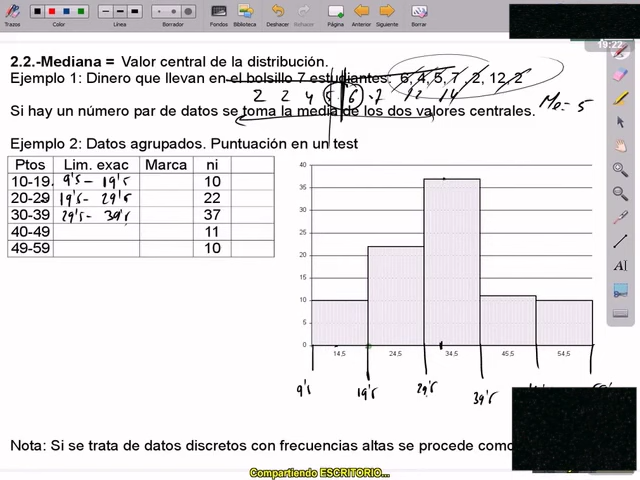 Trazos Color Línea Borrador Fondos Biblioteca Deshacer Rehacer Página Anterior Siguiente Borrar
19:22
2.2.-Mediana = Valor central de la distribución.
Ejemplo 1: Dinero que llevan en el bolsillo 7 estudiantes. 6, 4, 5, 7, 2, 12, 2
2 2 4 5 6 7 12 14
Me = 5
Si hay un número par de datos se toma la media de los dos valores centrales.
Ejemplo 2: Datos agrupados. Puntuación en un test
Ptos Lim. exac Marca ni
10-19 9'5 - 19'5 10
20-29 19'5 - 29'5 22
30-39 29'5 - 39'5 37
40-49 11
49-59 10
40
35
30
25
20
15
10
5
0
14,5 24,5 34,5 45,5 54,5
9'5 19'5 29'5 39'5
Nota: Si se trata de datos discretos con frecuencias altas se procede como
Compartiendo ESCRITORIO...